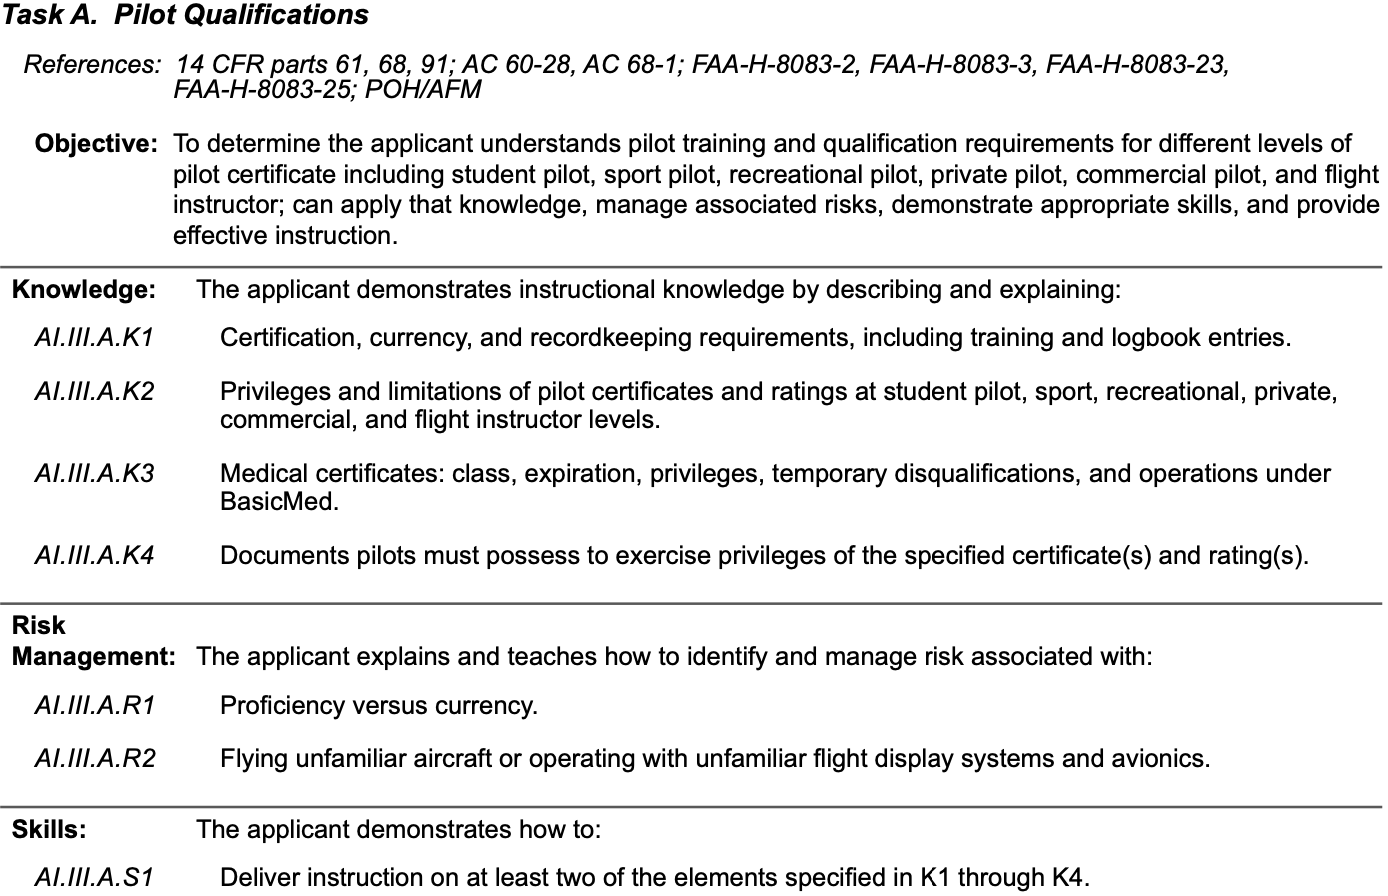 Task A. Pilot Qualifications
References: 14 CFR parts 61, 68, 91; AC 60-28, AC 68-1; FAA-H-8083-2, FAA-H-8083-3, FAA-H-8083-23,
FAA-H-8083-25; POH/AFM
Objective: To determine the applicant understands pilot training and qualification requirements for different levels of
pilot certificate including student pilot, sport pilot, recreational pilot, private pilot, commercial pilot, and flight
instructor; can apply that knowledge, manage associated risks, demonstrate appropriate skills, and provide
effective instruction.
Knowledge: The applicant demonstrates instructional knowledge by describing and explaining:
AI.III.A.K1 Certification, currency, and recordkeeping requirements, including training and logbook entries.
AI.III.A.K2 Privileges and limitations of pilot certificates and ratings at student pilot, sport, recreational, private,
commercial, and flight instructor levels.
AI.III.A.K3 Medical certificates: class, expiration, privileges, temporary disqualifications, and operations under
BasicMed.
AI.III.A.K4 Documents pilots must possess to exercise privileges of the specified certificate(s) and rating(s).
Risk
Management: The applicant explains and teaches how to identify and manage risk associated with:
AI.III.A.R1 Proficiency versus currency.
AI.III.A.R2 Flying unfamiliar aircraft or operating with unfamiliar flight display systems and avionics.
Skills: The applicant demonstrates how to:
AI.III.A.S1 Deliver instruction on at least two of the elements specified in K1 through K4.